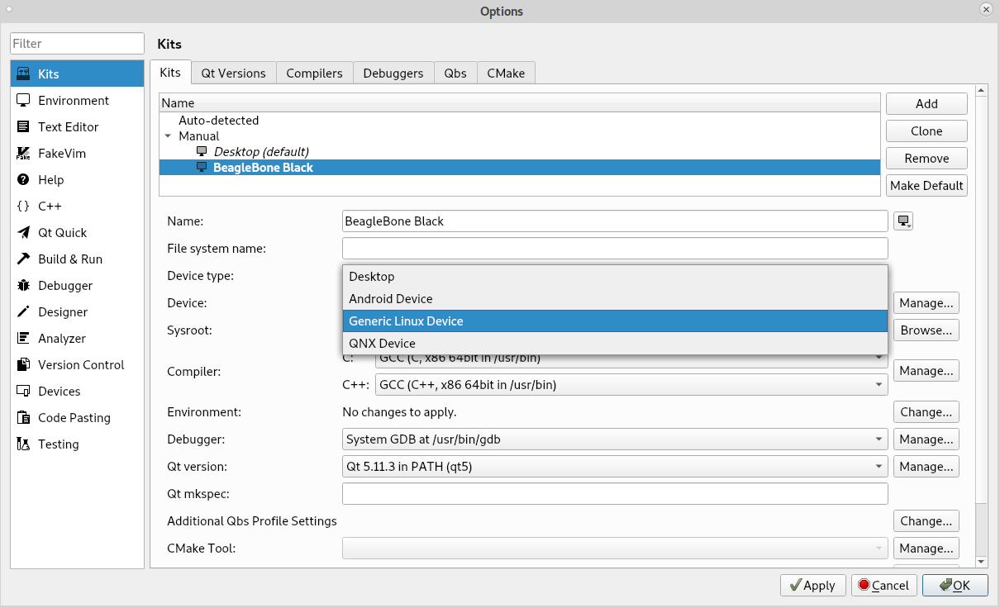 Options
Filter
Kits
Environment
Text Editor
FakeVim
Help
C++
Qt Quick
Build & Run
Debugger
Designer
Analyzer
Version Control
Devices
Code Pasting
Testing
Kits
Kits Qt Versions Compilers Debuggers Qbs CMake
Name
Auto-detected
Manual
Desktop (default)
BeagleBone Black
Add
Clone
Remove
Make Default
Name: BeagleBone Black
File system name:
Device type: Desktop
Android Device
Device: Manage...
Generic Linux Device
Sysroot: Browse...
QNX Device
C: GCC (C, x86 64bit in /usr/bin)
Compiler: Manage...
C++: GCC (C++, x86 64bit in /usr/bin)
Environment: No changes to apply. Change...
Debugger: System GDB at /usr/bin/gdb Manage...
Qt version: Qt 5.11.3 in PATH (qt5) Manage...
Qt mkspec:
Additional Qbs Profile Settings Change...
CMake Tool: Manage...
Apply Cancel OK